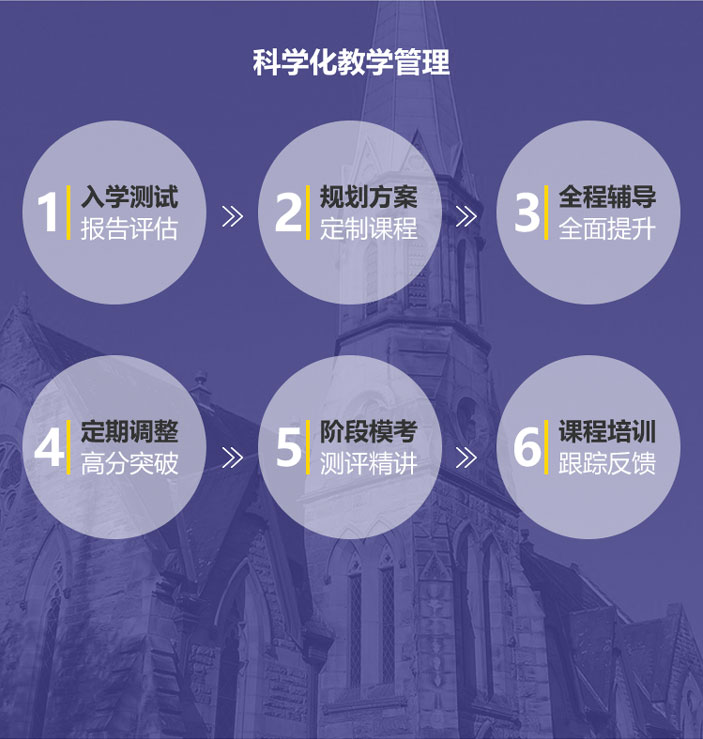 科学化教学管理
1
入学测试
报告评估
2
规划方案
定制课程
3
全程辅导
全面提升
4
定期调整
高分突破
5
阶段模考
测评精讲
6
课程培训
跟踪反馈